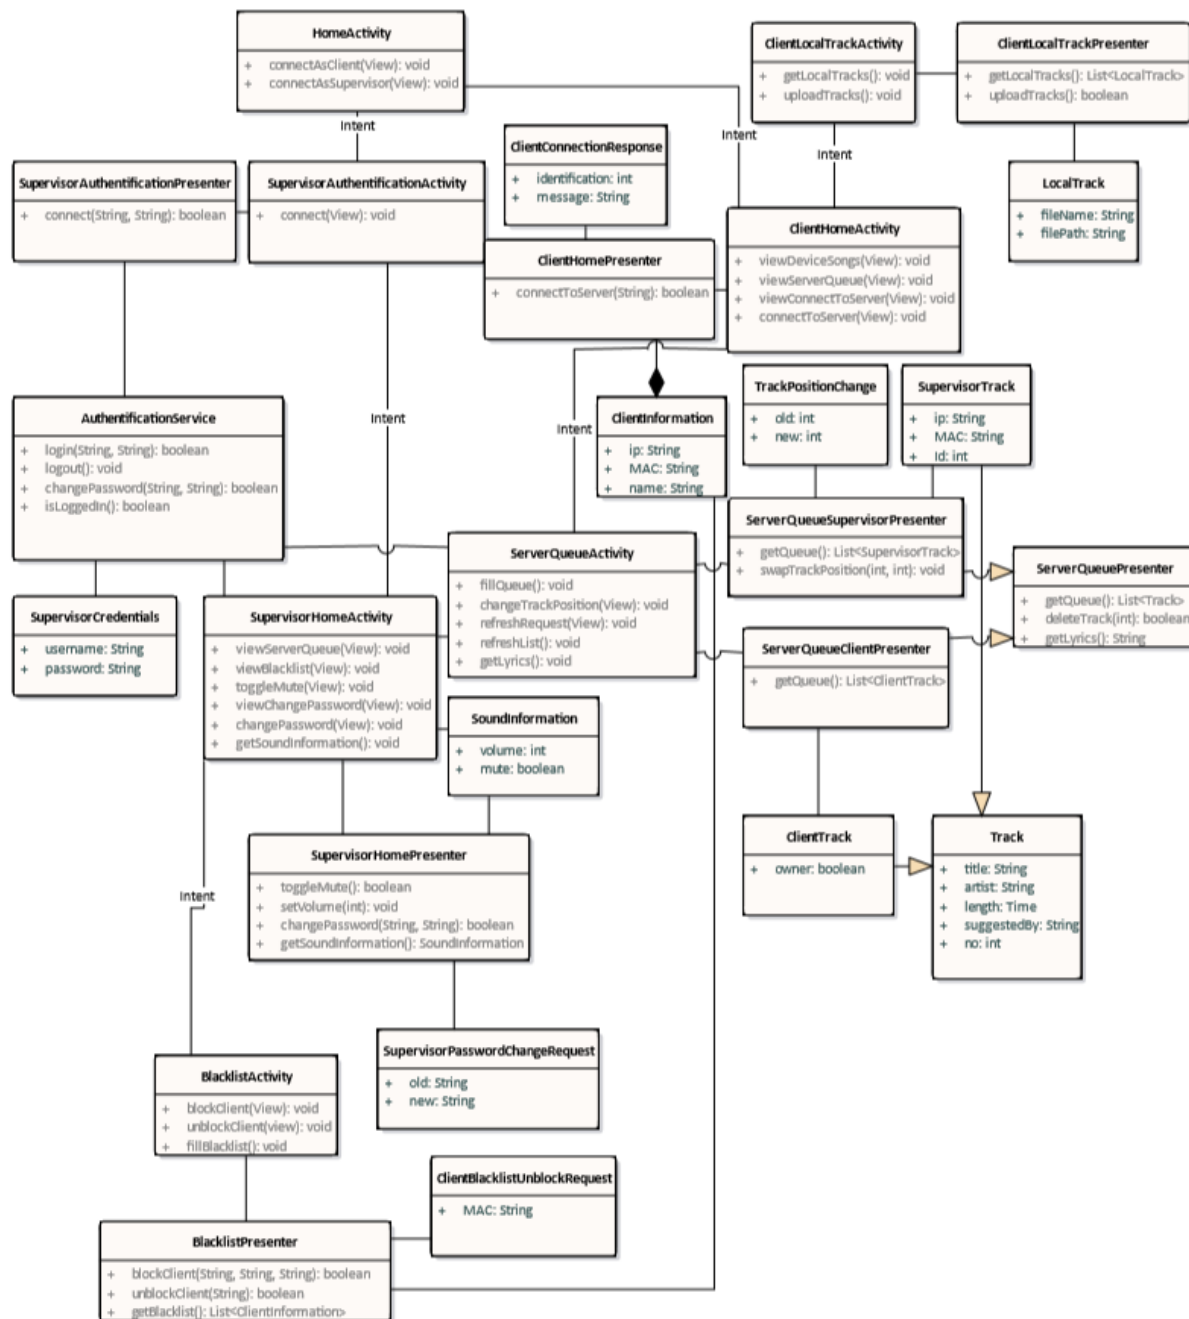 HomeActivity
+ connectAsClient(View): void
+ connectAsSupervisor(View): void
ClientLocalTrackActivity
+ getLocalTracks(): void
+ uploadTracks(): void
ClientLocalTrackPresenter
+ getLocalTracks(): List<LocalTrack>
+ uploadTracks(): boolean
Intent
Intent
Intent
ClientConnectionResponse
+ identification: int
+ message: String
SupervisorAuthentificationPresenter
+ connect(String, String): boolean
SupervisorAuthentificationActivity
+ connect(View): void
LocalTrack
+ fileName: String
+ filePath: String
ClientHomePresenter
+ connectToServer(String): boolean
ClientHomeActivity
+ viewDeviceSongs(View): void
+ viewServerQueue(View): void
+ viewConnectToServer(View): void
+ connectToServer(View): void
AuthentificationService
+ login(String, String): boolean
+ logout(): void
+ changePassword(String, String): boolean
+ isLoggedIn(): boolean
Intent
Intent
ClientInformation
+ ip: String
+ MAC: String
+ name: String
TrackPositionChange
+ old: int
+ new: int
SupervisorTrack
+ ip: String
+ MAC: String
+ Id: int
ServerQueueSupervisorPresenter
+ getQueue(): List<SupervisorTrack>
+ swapTrackPosition(int, int): void
ServerQueueActivity
+ fillQueue(): void
+ changeTrackPosition(View): void
+ refreshRequest(View): void
+ refreshList(): void
+ getLyrics(): void
ServerQueuePresenter
+ getQueue(): List<Track>
+ deleteTrack(int): boolean
+ getLyrics(): String
SupervisorCredentials
+ username: String
+ password: String
SupervisorHomeActivity
+ viewServerQueue(View): void
+ viewBlacklist(View): void
+ toggleMute(View): void
+ viewChangePassword(View): void
+ changePassword(View): void
+ getSoundInformation(): void
ServerQueueClientPresenter
+ getQueue(): List<ClientTrack>
SoundInformation
+ volume: int
+ mute: boolean
ClientTrack
+ owner: boolean
Track
+ title: String
+ artist: String
+ length: Time
+ suggestedBy: String
+ no: int
SupervisorHomePresenter
+ toggleMute(): boolean
+ setVolume(int): void
+ changePassword(String, String): boolean
+ getSoundInformation(): SoundInformation
Intent
SupervisorPasswordChangeRequest
+ old: String
+ new: String
BlacklistActivity
+ blockClient(View): void
+ unblockClient(view): void
+ fillBlacklist(): void
ClientBlacklistUnblockRequest
+ MAC: String
BlacklistPresenter
+ blockClient(String, String, String): boolean
+ unblockClient(String): boolean
+ getBlacklist(): List<ClientInformation>